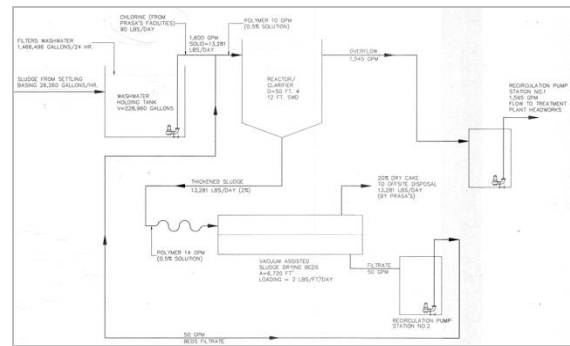 CHLORINE (FROM
PRASA'S FACILITIES)
90 LBS/DAY
POLYMER 10 GPM
(0.5% SOLUTION)
FILTERS WASHWATER
1,466,496 GALLONS/24 HR.
1,600 GPM
SOLID=13,281
LBS/DAY
SLUDGE FROM SETTLING
BASING 26,260 GALLONS/HR.
WASHWATER
HOLDING TANK
V=228,960 GALLONS
REACTOR/
CLARIFIER
D=50 FT. #
12 FT. SWD
OVERFLOW
1,545 GPM
RECIRCULATION PUMP
STATION NO.1
1,595 GPM
FLOW TO TREATMENT
PLANT HEADWORKS.
THICKENED SLUDGE
13,281 LBS/DAY (2%)
20% DRY CAKE
TO OFFSITE DISPOSAL
13,281 LBS/DAY
(BY PRASA'S)
POLYMER 14 GPM
(0.5% SOLUTION)
VACUUM ASSISTED
SLUDGE DRYING BEDS
A=6,720 FT²
LOADING = 2 LBS/FT²/DAY
FILTRATE
50 GPM
RECIRCULATION PUMP
STATION NO.2
50 GPM
BEDS FILTRATE